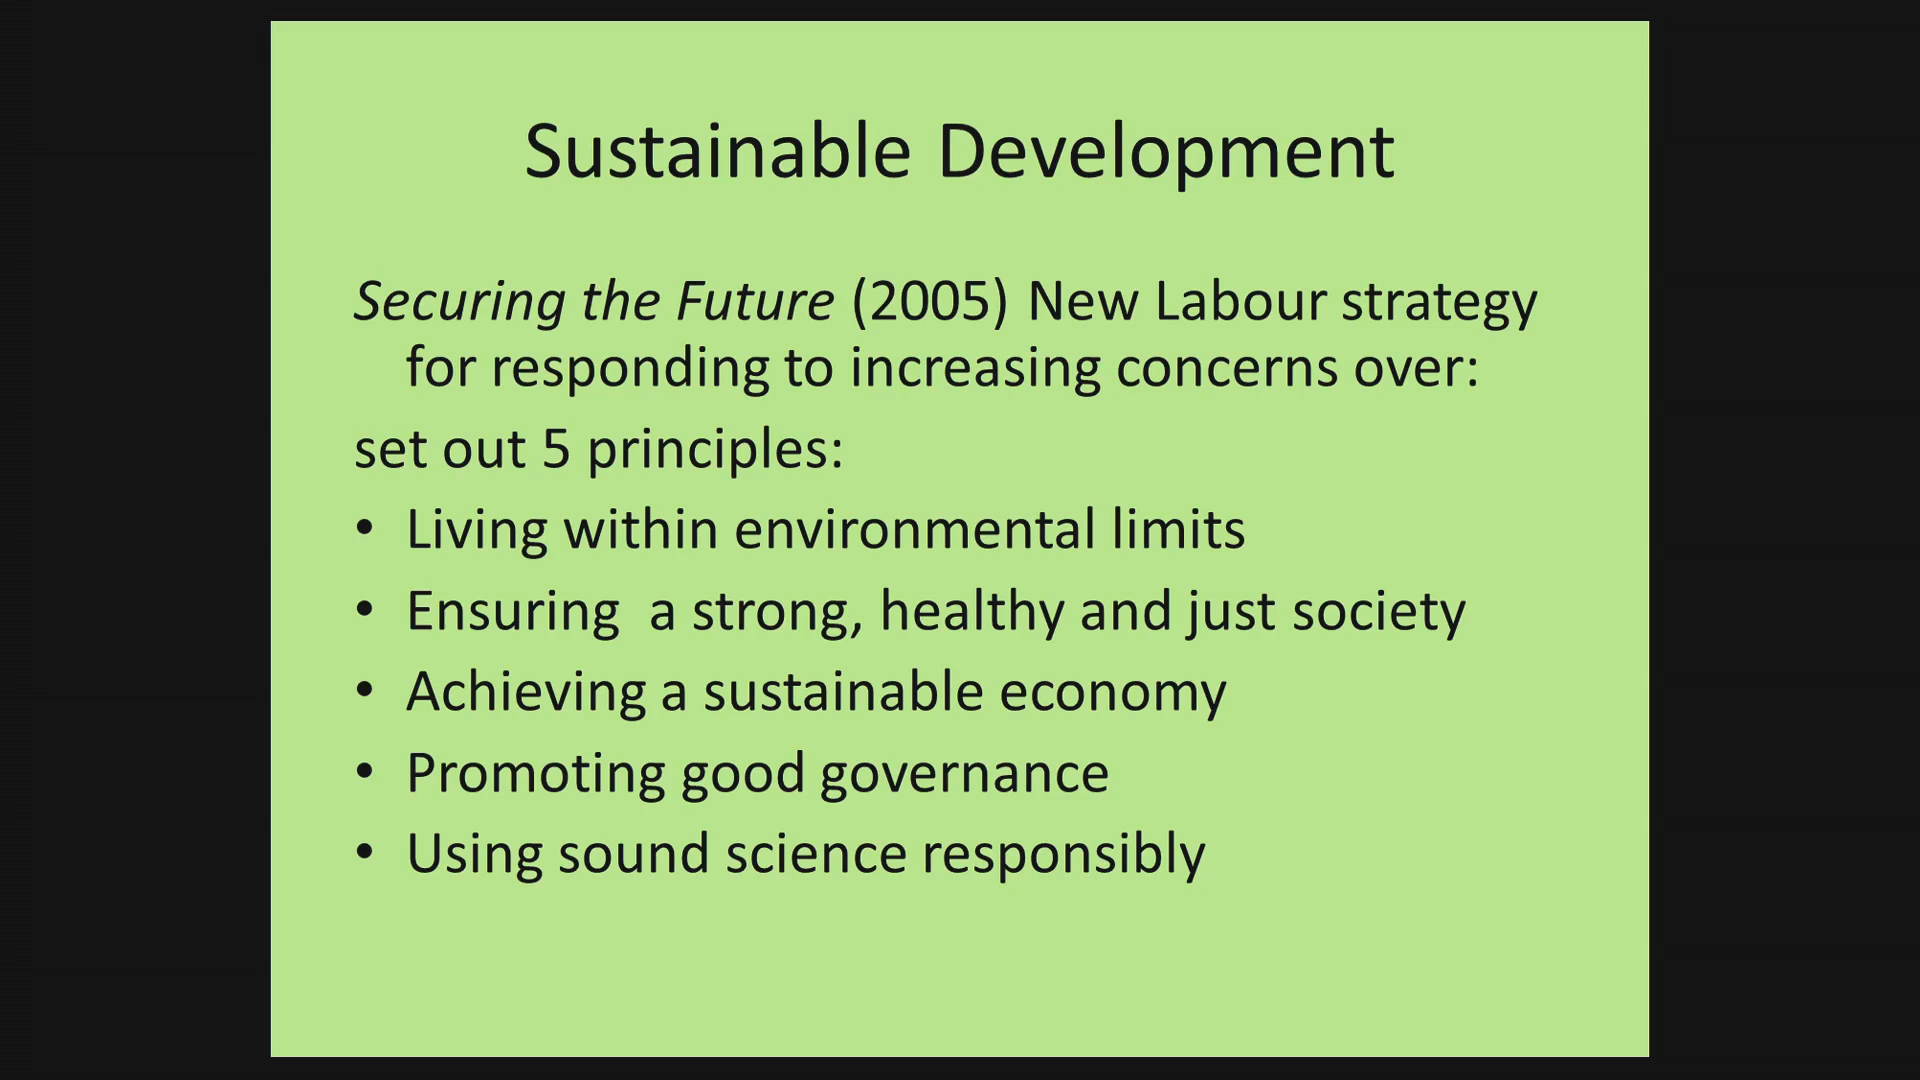 Sustainable Development
Securing the Future (2005) New Labour strategy
for responding to increasing concerns over:
set out 5 principles:
• Living within environmental limits
• Ensuring  a strong, healthy and just society
• Achieving a sustainable economy
• Promoting good governance
• Using sound science responsibly